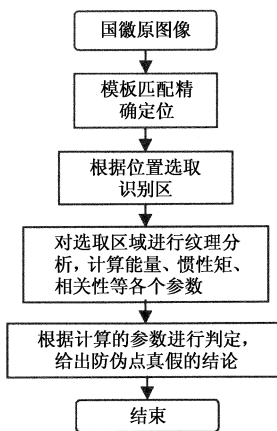 国徽原图像
模板匹配精
确定位
根据位置选取
识别区
对选取区域进行纹理分
析，计算能量、惯性矩、
相关性等各个参数
根据计算的参数进行判定，
给出防伪点真假的结论
结束